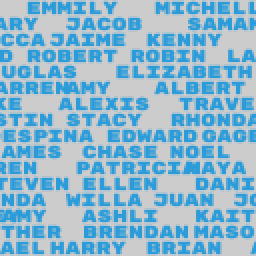 EMMILY MICHELL
ARY JACOB SAMAN
CCA JAIME KENNY
D ROBERT ROBIN LA
UGLAS ELIZABETH
ARREN AMY ALBERT
KE ALEXIS TRAVE
STIN STACY RHONDA
DESPINA EDWARD GAGE
AMES CHASE NOEL
REN PATRICIA MAYA
TEVEN ELLEN DANI
NDA WILLA JUAN JO
AMY ASHLI KAIT
THER BRENDAN MASO
AEL HARRY BRIAN